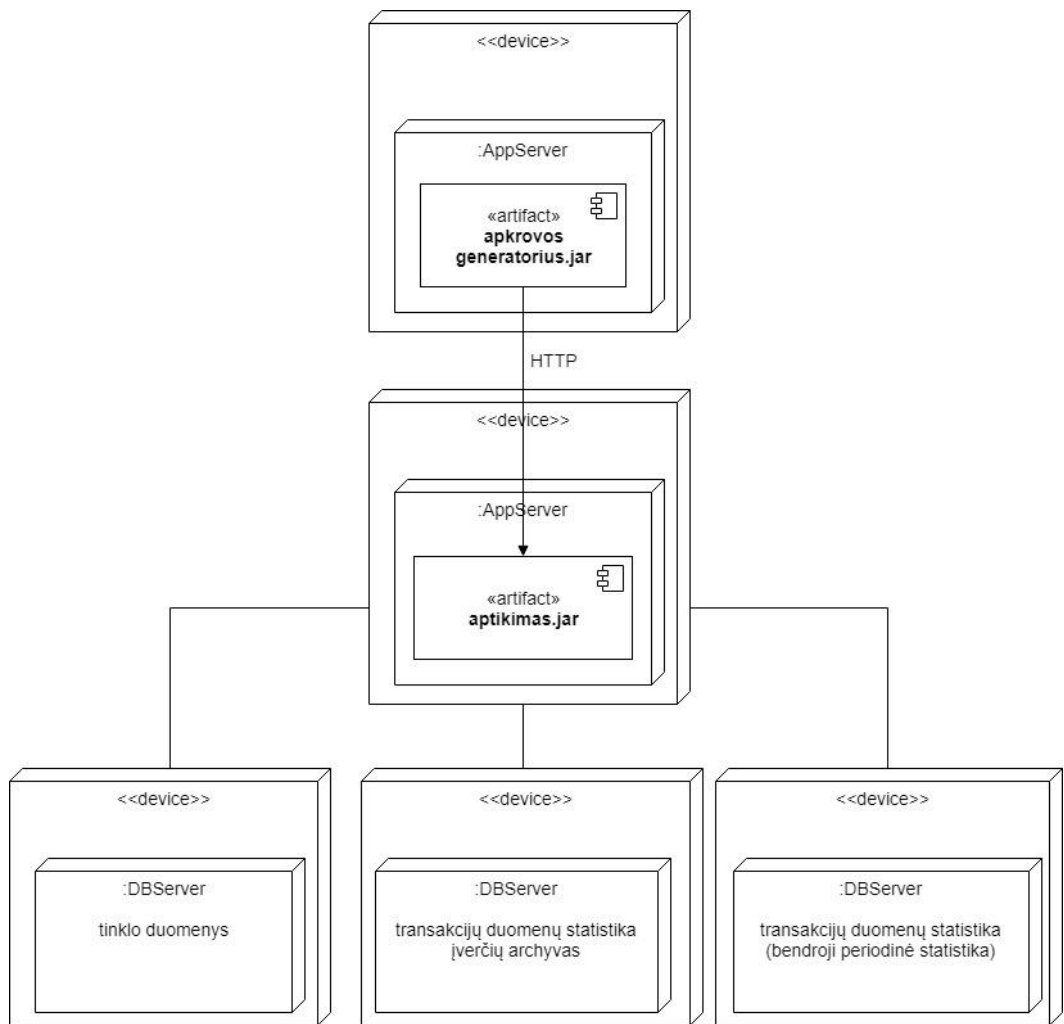 <<device>>
:AppServer
«artifact»
apkrovos
generatorius.jar
HTTP
<<device>>
:AppServer
«artifact»
aptikimas.jar
<<device>>
:DBServer
tinklo duomenys
<<device>>
:DBServer
transakcijų duomenų statistika
įverčių archyvas
<<device>>
:DBServer
transakcijų duomenų statistika
(bendroji periodinė statistika)